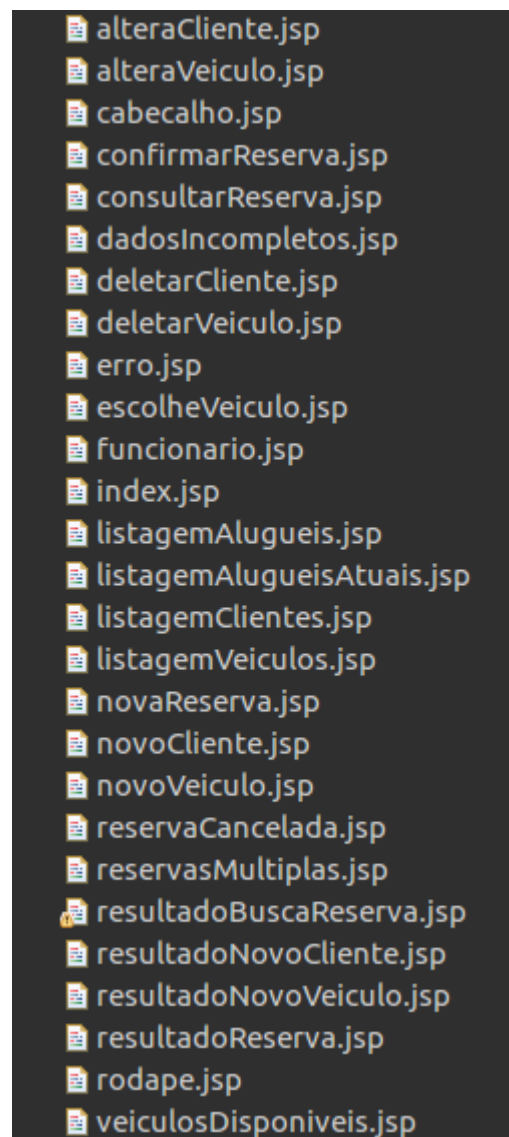 alteraCliente.jsp
alteraVeiculo.jsp
cabecalho.jsp
confirmarReserva.jsp
consultarReserva.jsp
dadosIncompletos.jsp
deletarCliente.jsp
deletarVeiculo.jsp
erro.jsp
escolheVeiculo.jsp
funcionario.jsp
index.jsp
listagemAlugueis.jsp
listagemAlugueisAtuais.jsp
listagemClientes.jsp
listagemVeiculos.jsp
novaReserva.jsp
novoCliente.jsp
novoVeiculo.jsp
reservaCancelada.jsp
reservasMultiplas.jsp
resultadoBuscaReserva.jsp
resultadoNovoCliente.jsp
resultadoNovoVeiculo.jsp
resultadoReserva.jsp
rodape.jsp
veiculosDisponiveis.jsp